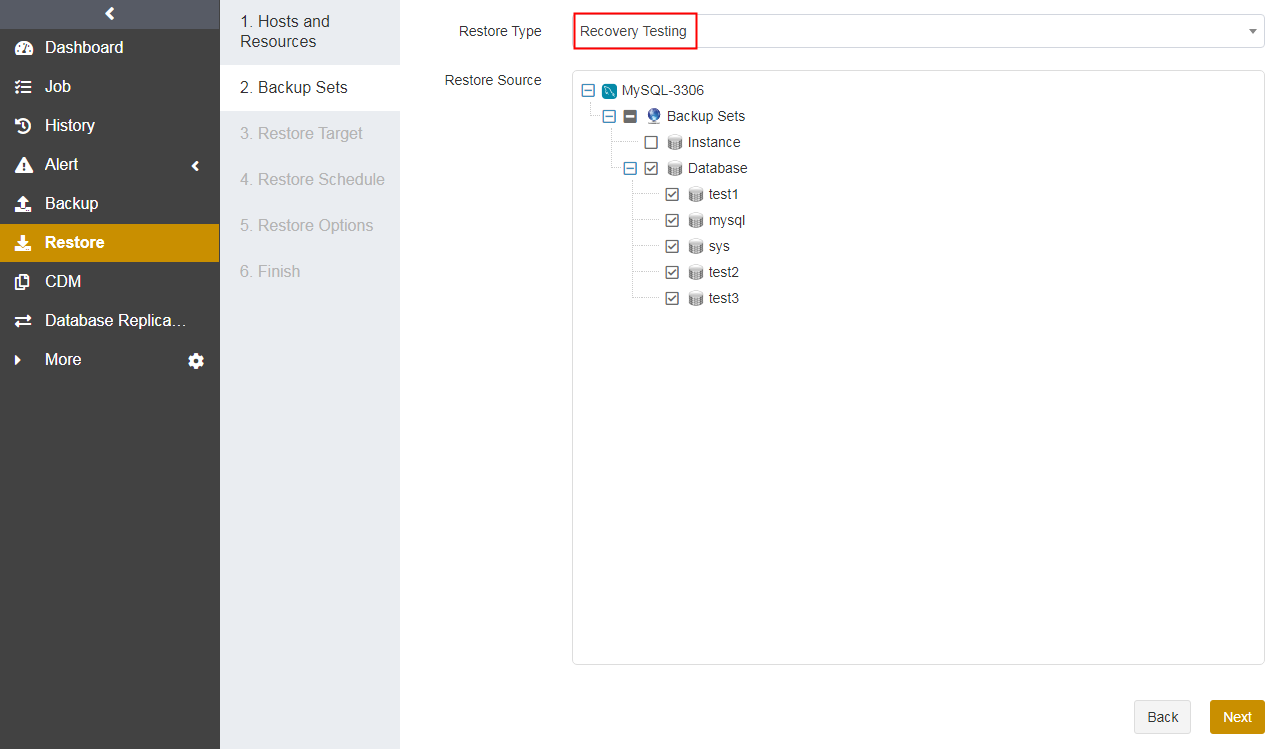 Dashboard
Job
History
Alert
Backup
Restore
CDM
Database Replica…
More
1. Hosts and
Resources
2. Backup Sets
3. Restore Target
4. Restore Schedule
5. Restore Options
6. Finish
Restore Type
Recovery Testing
Restore Source
MySQL-3306
Backup Sets
Instance
Database
test1
mysql
sys
test2
test3
Back
Next